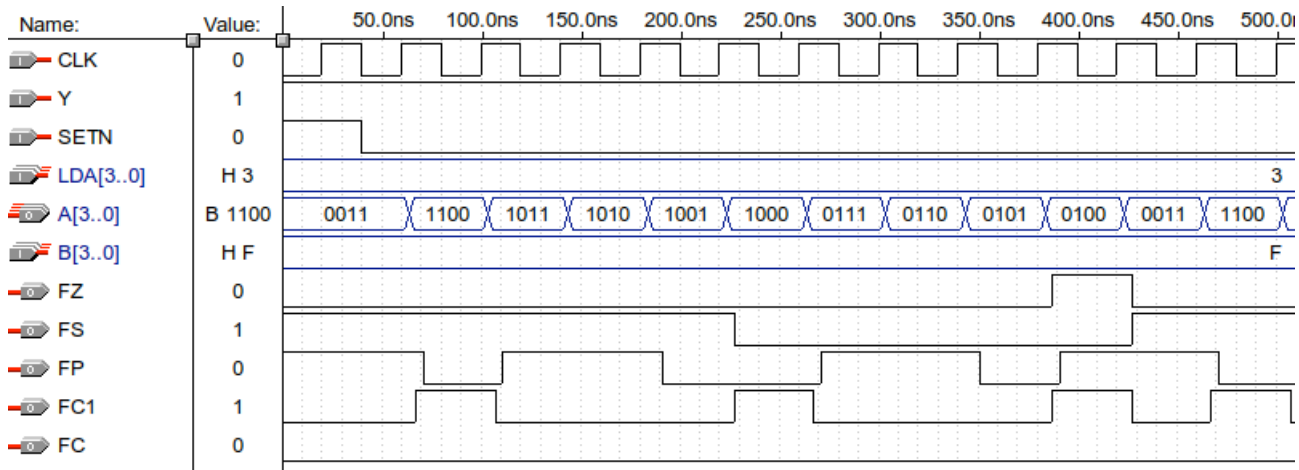 Name: Value: 50.0ns 100.0ns 150.0ns 200.0ns 250.0ns 300.0ns 350.0ns 400.0ns 450.0ns 500.0
CLK 0
Y 1
SETN 0
LDA[3..0] H 3 3
A[3..0] B 1100 0011 1100 1011 1010 1001 1000 0111 0110 0101 0100 0011 1100
B[3..0] H F F
FZ 0
FS 1
FP 0
FC1 1
FC 0